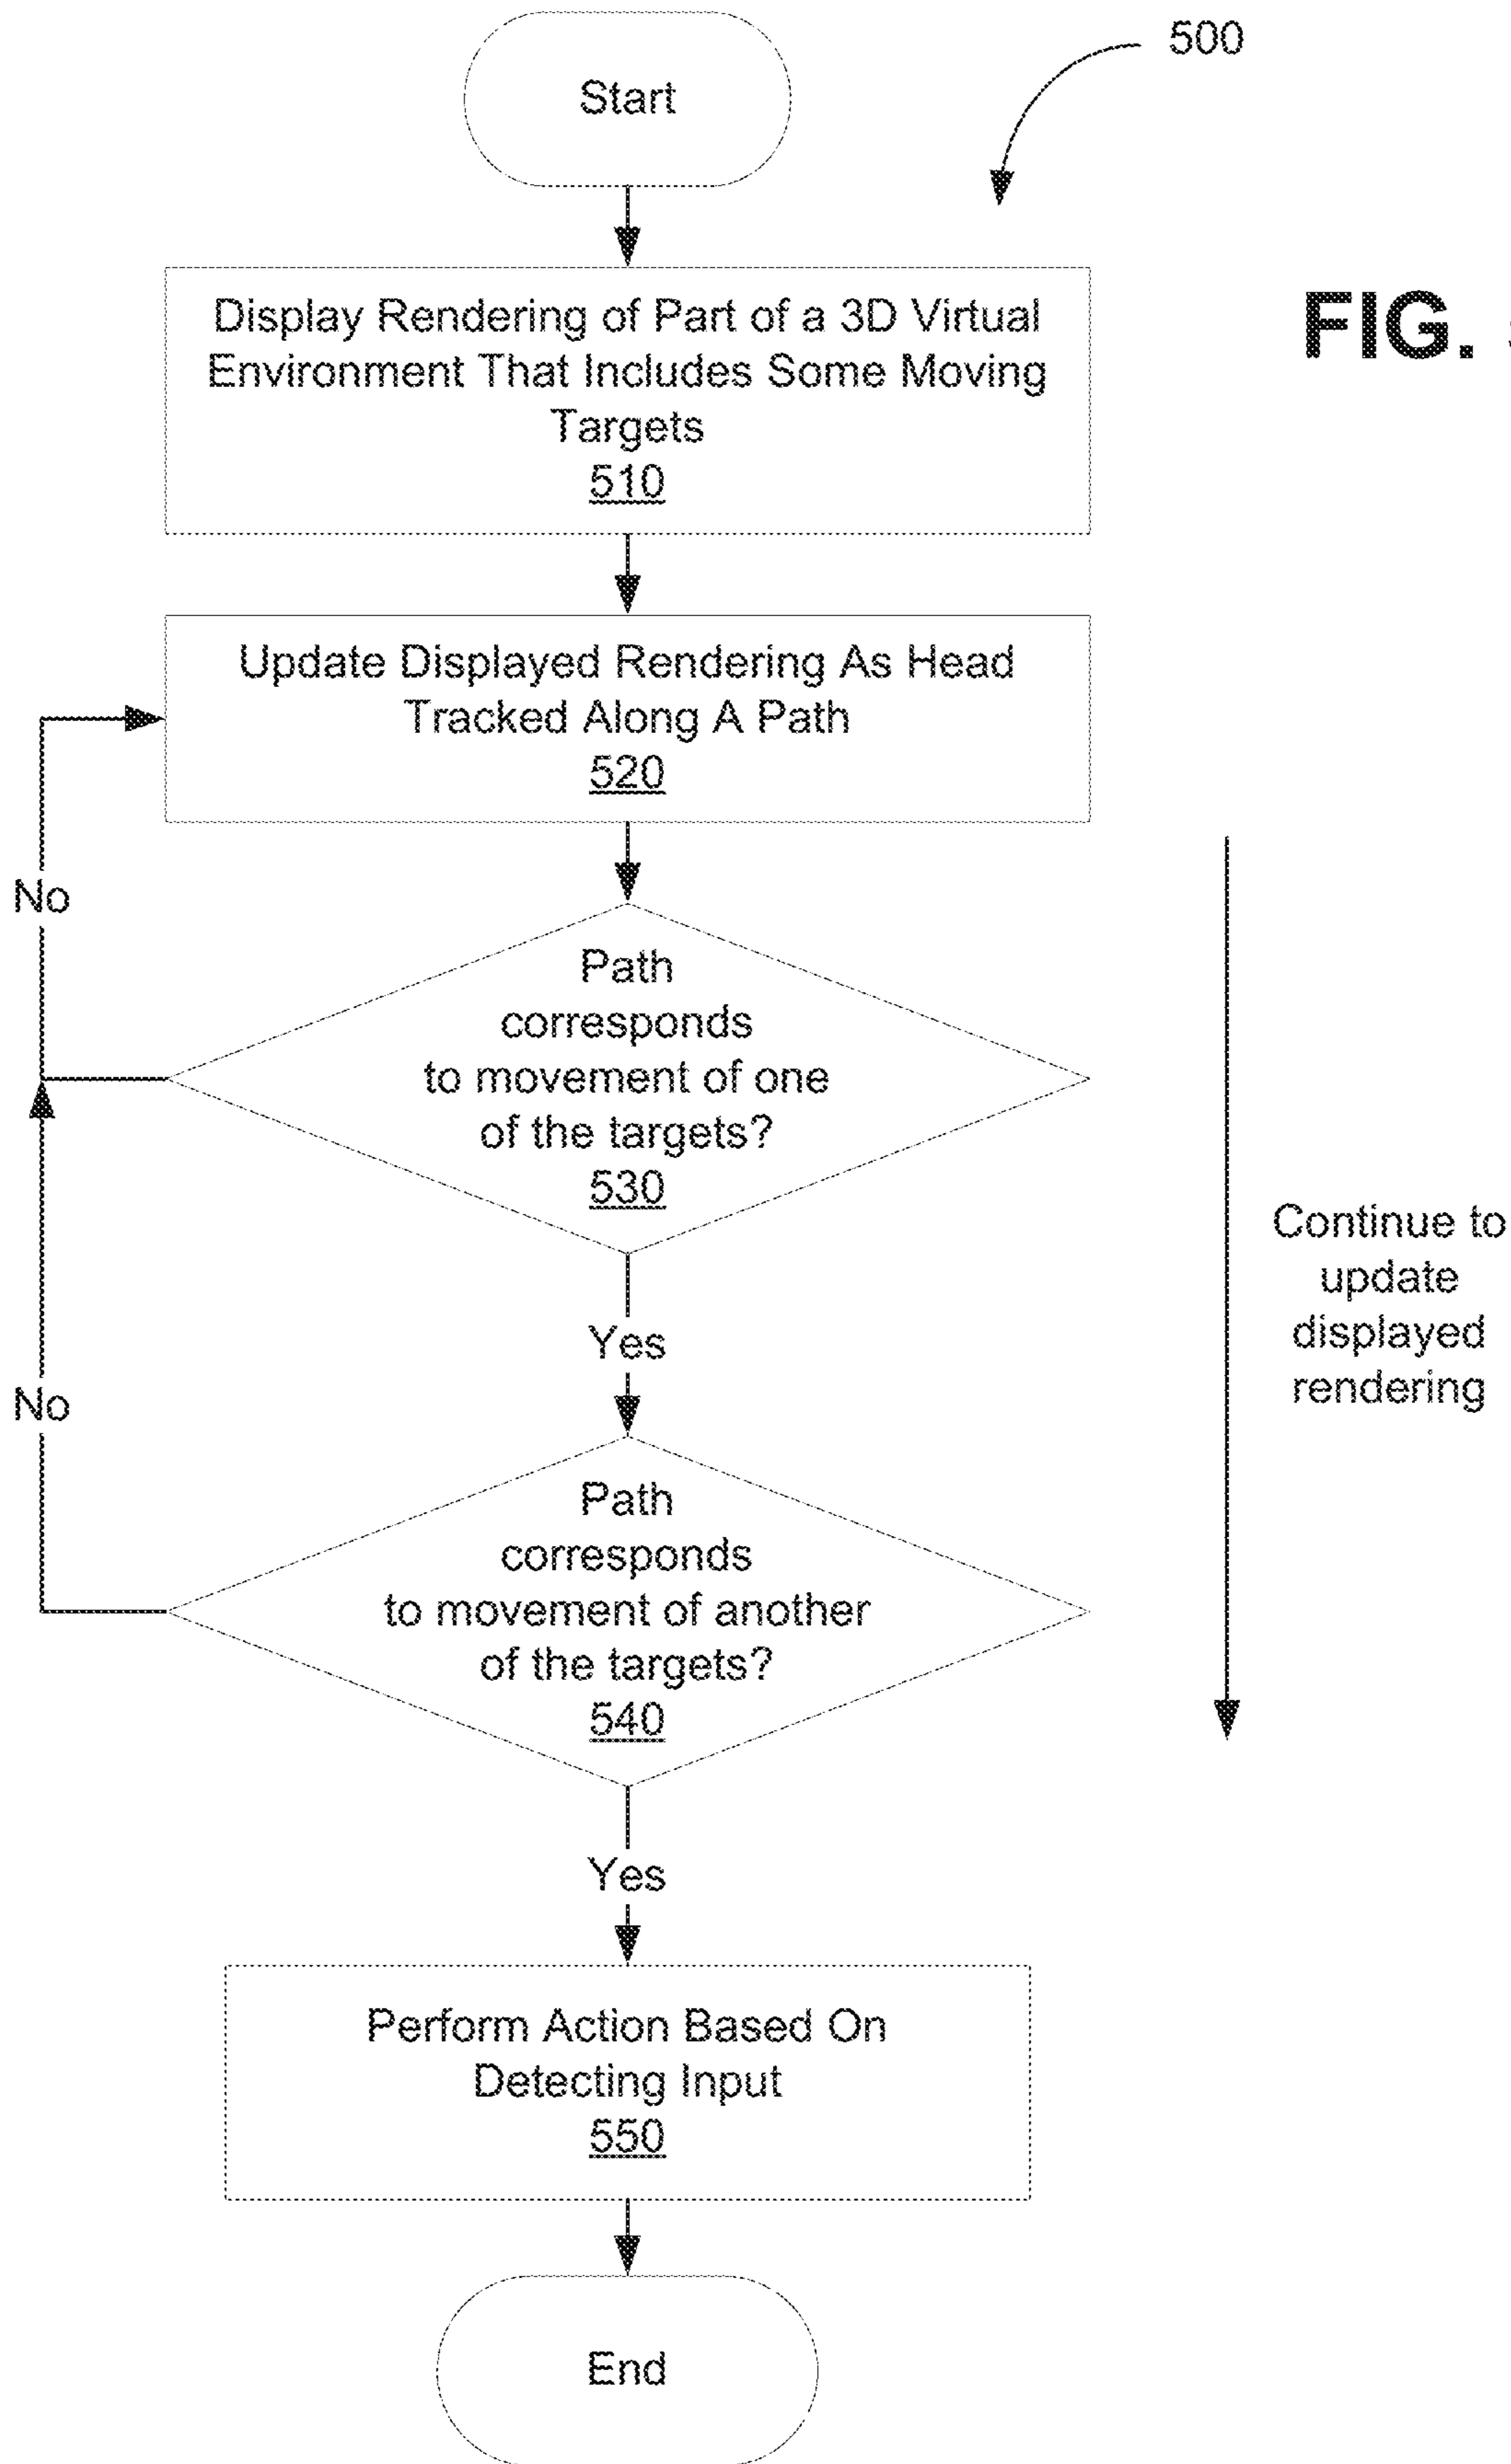 Start
500
FIG.
Display Rendering of Part of a 3D Virtual
Environment That Includes Some Moving
Targets
510
Update Displayed Rendering As Head
Tracked Along A Path
520
No
Path
corresponds
to movement of one
of the targets?
530
Continue to
update
displayed
rendering
Yes
No
Path
corresponds
to movement of another
of the targets?
540
Yes
Perform Action Based On
Detecting Input
550
End